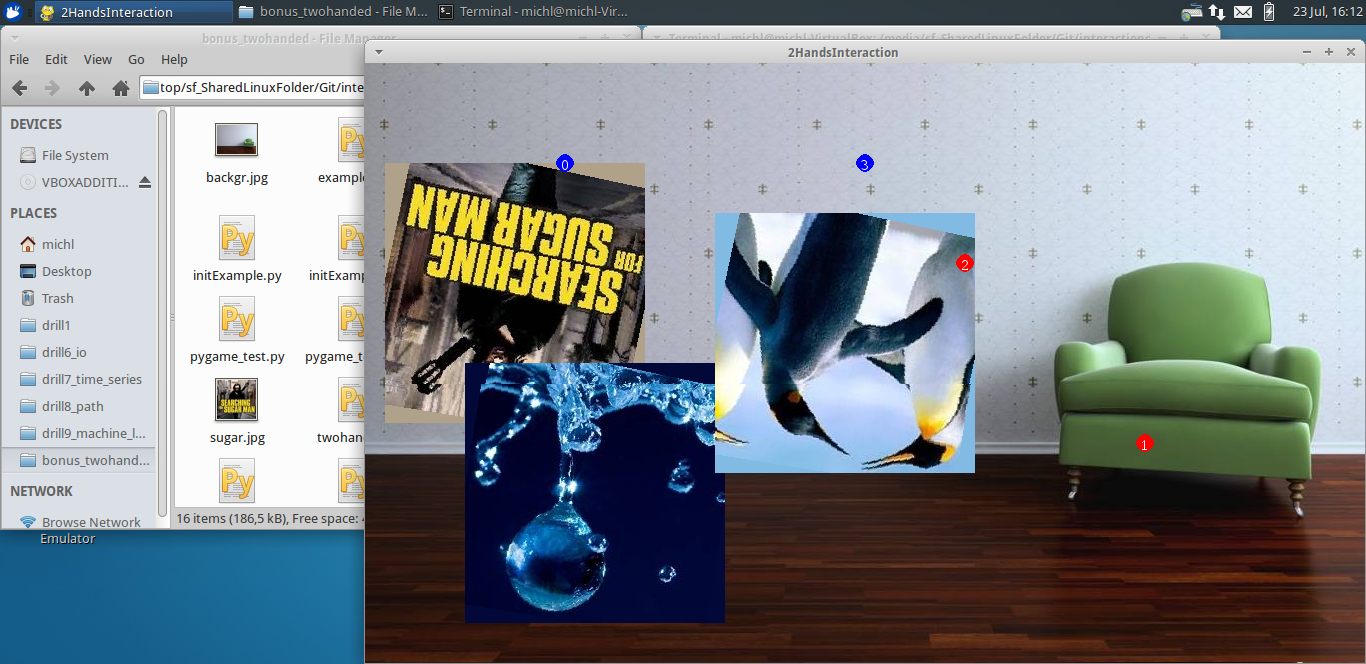 2HandsInteraction
bonus_twohanded - File M...
Terminal - michl@michl-Vir...
23 Jul, 16:12
bonus_twohanded - File Manager
Terminal - michl@michl-VirtualBox: /media/sf_SharedLinuxFolder/Git/interactions
2HandsInteraction
File Edit View Go Help
top/sf_SharedLinuxFolder/Git/inte
DEVICES
File System
VBOXADDITI...
PLACES
michl
Desktop
Trash
drill1
drill6_io
drill7_time_series
drill8_path
drill9_machine_l...
bonus_twohand...
NETWORK
Browse Network
Emulator
backgr.jpg
example
initExample.py
initExamp
pygame_test.py
pygame_t
SEARCHING
FOR SUGAR MAN
sugar.jpg
twohan
16 items (186,5 kB), Free space:
0
3
SEARCHING
FOR
SUGAR MAN
2
1